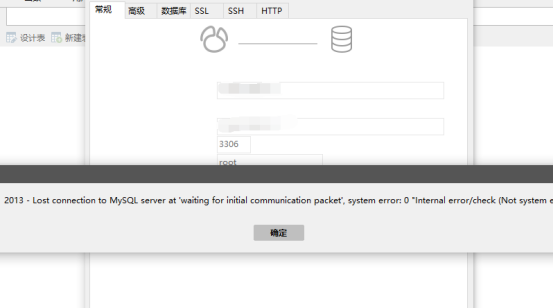 常规 高级 数据库 SSL SSH HTTP
设计表 新建
3306
root
2013 - Lost connection to MySQL server at 'waiting for initial communication packet', system error: 0 "Internal error/check (Not system e
确定